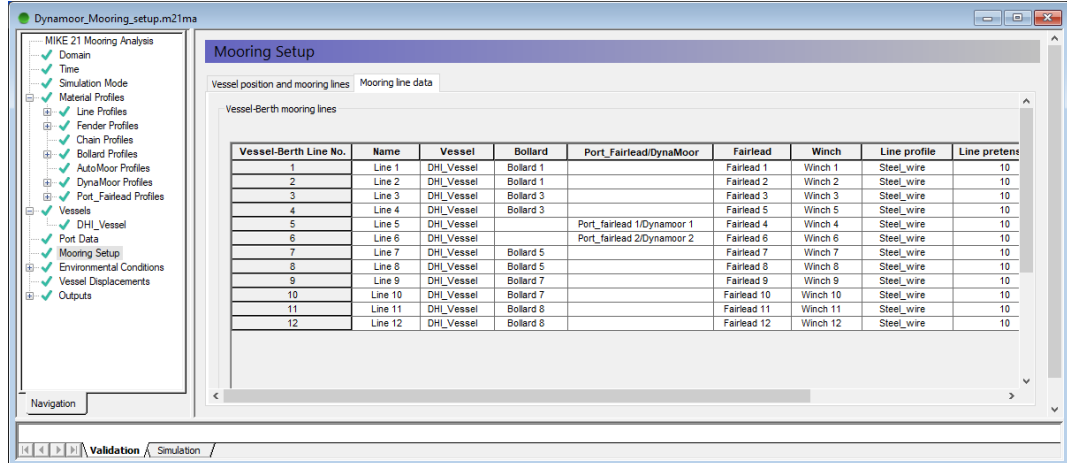 Dynamoor_Mooring_setup.m21ma
MIKE 21 Mooring Analysis
Domain
Time
Simulation Mode
Material Profiles
Line Profiles
Fender Profiles
Chain Profiles
Bollard Profiles
AutoMoor Profiles
DynaMoor Profiles
Port_Fairlead Profiles
Vessels
DHI_Vessel
Port Data
Mooring Setup
Environmental Conditions
Vessel Displacements
Outputs
Navigation
Mooring Setup
Vessel position and mooring lines Mooring line data
Vessel-Berth mooring lines
Vessel-Berth Line No. Name Vessel Bollard Port_Fairlead/DynaMoor Fairlead Winch Line profile Line pretens
1 Line 1 DHI_Vessel Bollard 1 Fairlead 1 Winch 1 Steel_wire 10
2 Line 2 DHI_Vessel Bollard 1 Fairlead 2 Winch 2 Steel_wire 10
3 Line 3 DHI_Vessel Bollard 3 Fairlead 3 Winch 3 Steel_wire 10
4 Line 4 DHI_Vessel Bollard 3 Fairlead 5 Winch 5 Steel_wire 10
5 Line 5 DHI_Vessel Port_fairlead 1/Dynamoor 1 Fairlead 4 Winch 4 Steel_wire 10
6 Line 6 DHI_Vessel Port_fairlead 2/Dynamoor 2 Fairlead 6 Winch 6 Steel_wire 10
7 Line 7 DHI_Vessel Bollard 5 Fairlead 7 Winch 7 Steel_wire 10
8 Line 8 DHI_Vessel Bollard 5 Fairlead 8 Winch 8 Steel_wire 10
9 Line 9 DHI_Vessel Bollard 7 Fairlead 9 Winch 9 Steel_wire 10
10 Line 10 DHI_Vessel Bollard 7 Fairlead 10 Winch 10 Steel_wire 10
11 Line 11 DHI_Vessel Bollard 8 Fairlead 11 Winch 11 Steel_wire 10
12 Line 12 DHI_Vessel Bollard 8 Fairlead 12 Winch 12 Steel_wire 10
Validation Simulation